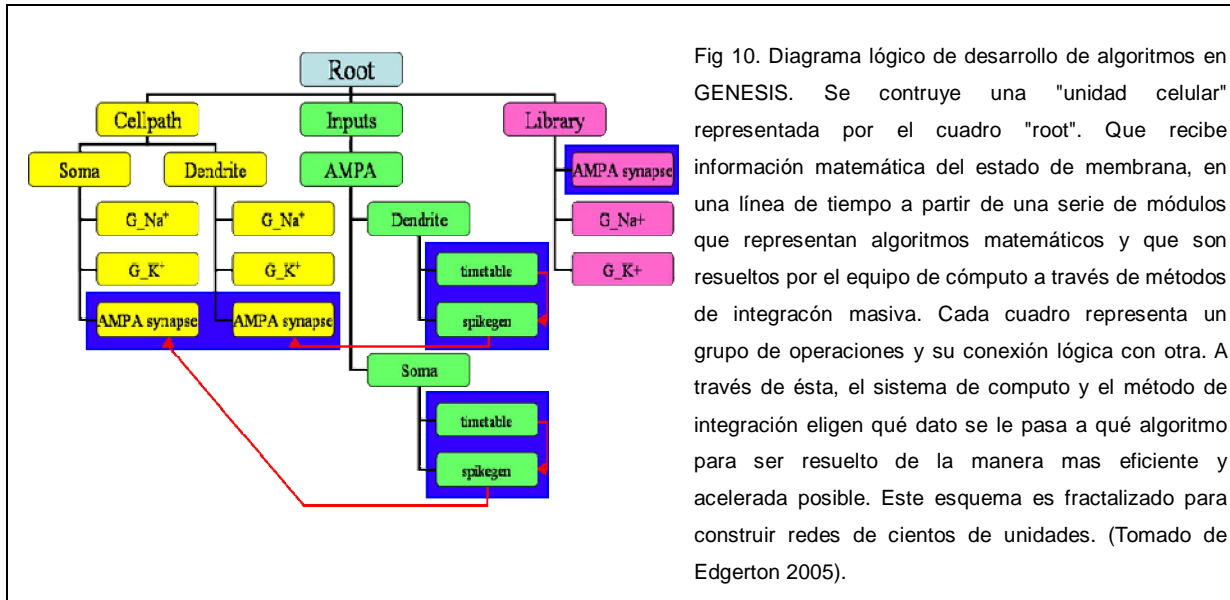 Root
Cellpath
Inputs
Library
Soma
Dendrite
AMPA
AMPA synapse
G_Na⁺
G_Na⁺
Dendrite
G_Na+
G_K⁺
G_K⁺
timetable
G_K+
AMPA synapse
AMPA synapse
spikegen
Soma
timetable
spikegen
Fig 10. Diagrama lógico de desarrollo de algoritmos en
GENESIS. Se contruye una "unidad celular"
representada por el cuadro "root". Que recibe
información matemática del estado de membrana, en
una línea de tiempo a partir de una serie de módulos
que representan algoritmos matemáticos y que son
resueltos por el equipo de cómputo a través de métodos
de integracón masiva. Cada cuadro representa un
grupo de operaciones y su conexión lógica con otra. A
través de ésta, el sistema de computo y el método de
integración eligen qué dato se le pasa a qué algoritmo
para ser resuelto de la manera mas eficiente y
acelerada posible. Este esquema es fractalizado para
construir redes de cientos de unidades. (Tomado de
Edgerton 2005).